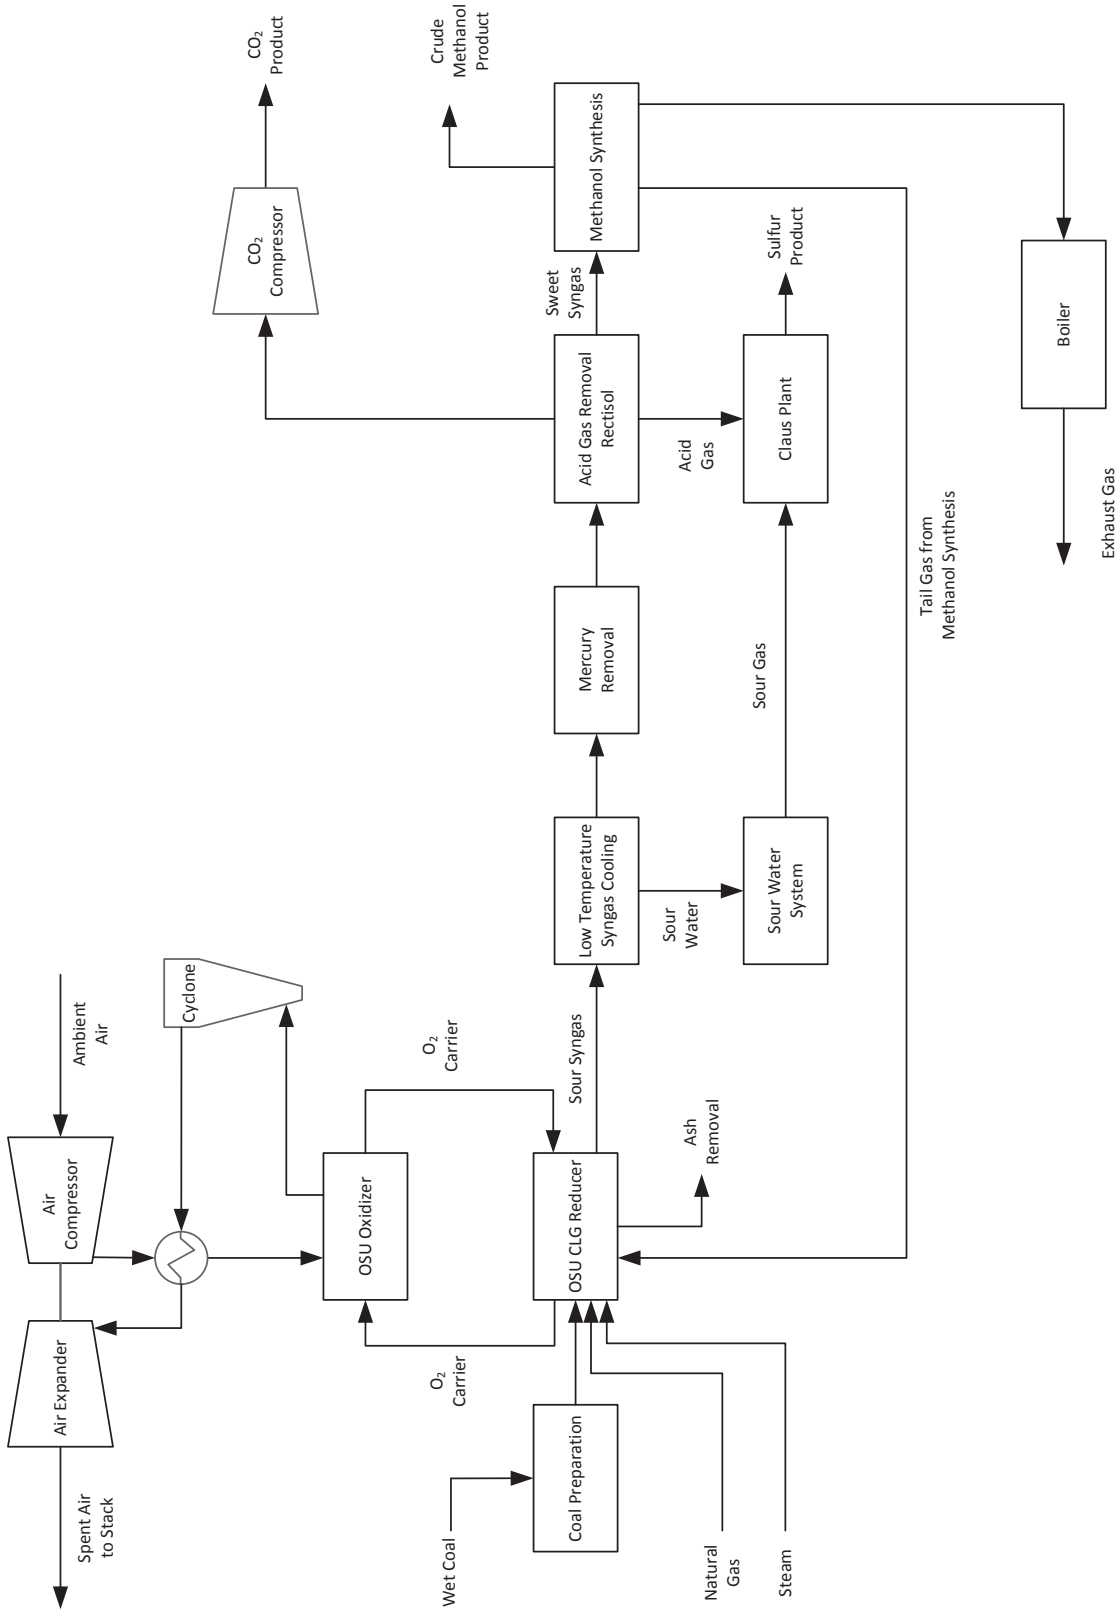 Spent Air
to Stack
Air Expander
Air
Compressor
Ambient
Air
Cyclone
CO₂
Compressor
CO₂
Product
OSU Oxidizer
O₂
Carrier
O₂
Carrier
Wet Coal
Coal Preparation
Natural
Gas
Steam
OSU CLG Reducer
Ash
Removal
Sour Syngas
Low Temperature
Syngas Cooling
Sour
Water
Sour Water
System
Sour Gas
Mercury
Removal
Acid Gas Removal
Rectisol
Acid
Gas
Claus Plant
Sulfur
Product
Sweet
Syngas
Methanol Synthesis
Crude
Methanol
Product
Tail Gas from
Methanol Synthesis
Boiler
Exhaust Gas